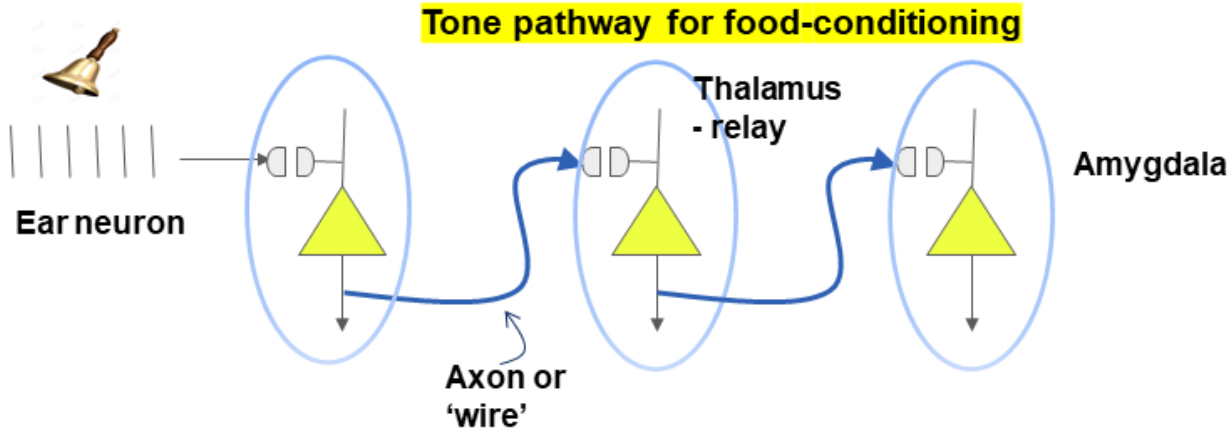 Tone pathway for food-conditioning
Thalamus
- relay
Amygdala
Ear neuron
Axon or
‘wire’